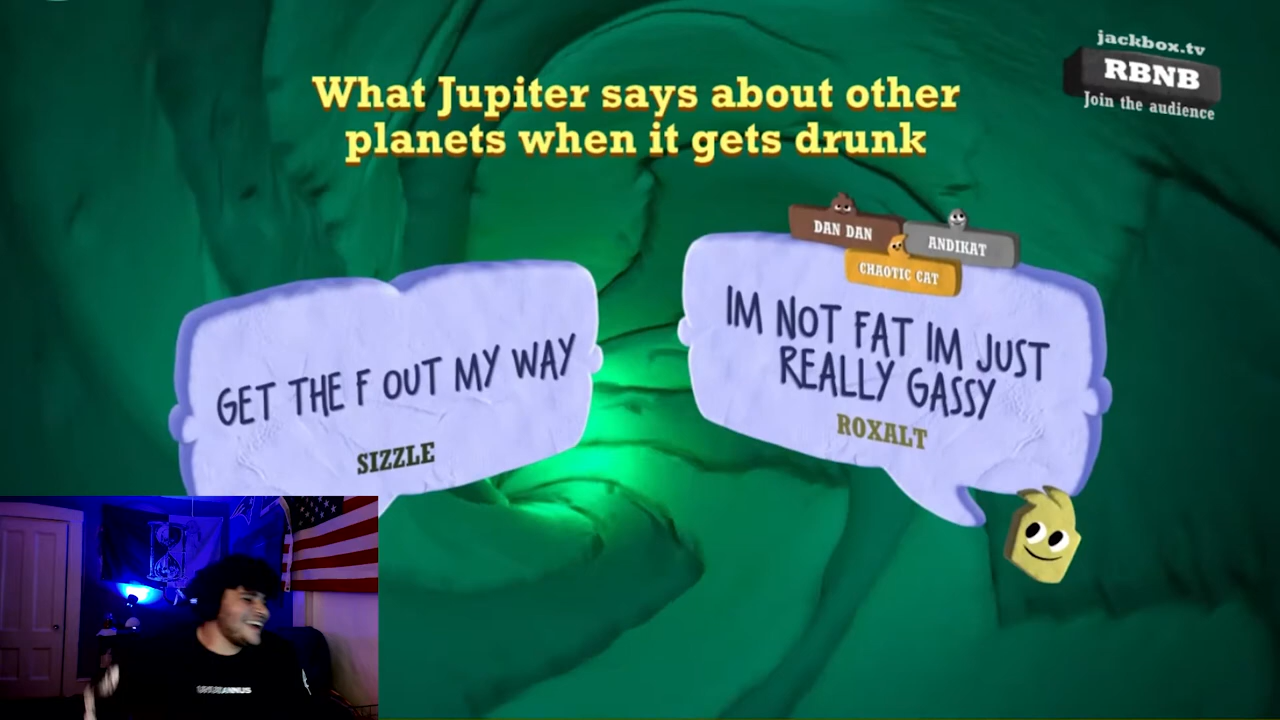 jackbox.tv
RBNB
Join the audience
What Jupiter says about other
planets when it gets drunk
DAN DAN
ANDIKAT
CHAOTIC CAT
GET THE F OUT MY WAY
SIZZLE
IM NOT FAT IM JUST
REALLY GASSY
ROXALT